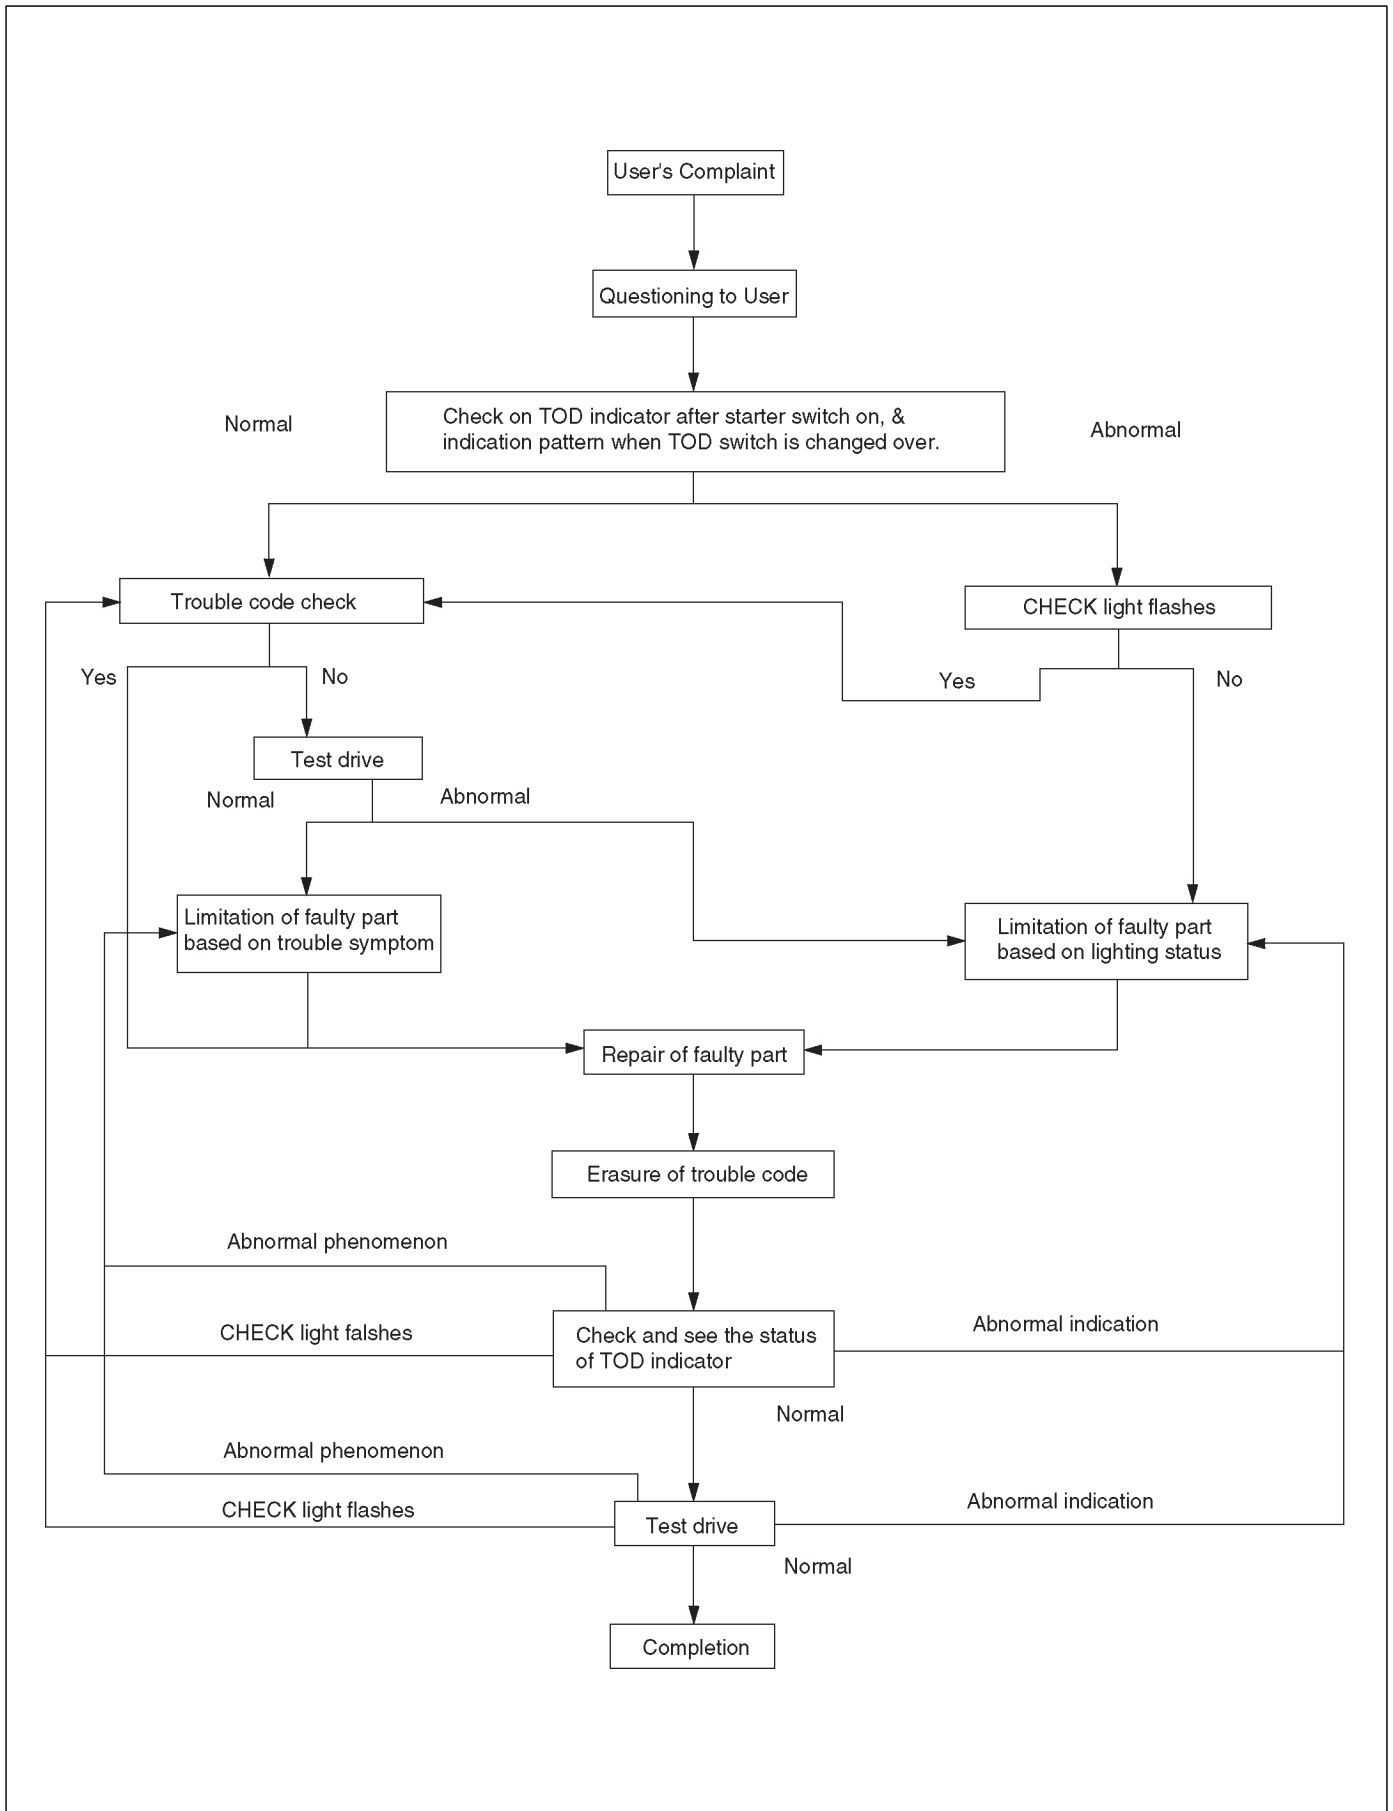 User's Complaint
Questioning to User
Normal
Check on TOD indicator after starter switch on, &
indication pattern when TOD switch is changed over.
Abnormal
Trouble code check
CHECK light flashes
Yes
No
Yes
No
Test drive
Normal
Abnormal
Limitation of faulty part
based on trouble symptom
Limitation of faulty part
based on lighting status
Repair of faulty part
Erasure of trouble code
Abnormal phenomenon
CHECK light falshes
Check and see the status
of TOD indicator
Abnormal indication
Normal
Abnormal phenomenon
CHECK light flashes
Test drive
Abnormal indication
Normal
Completion